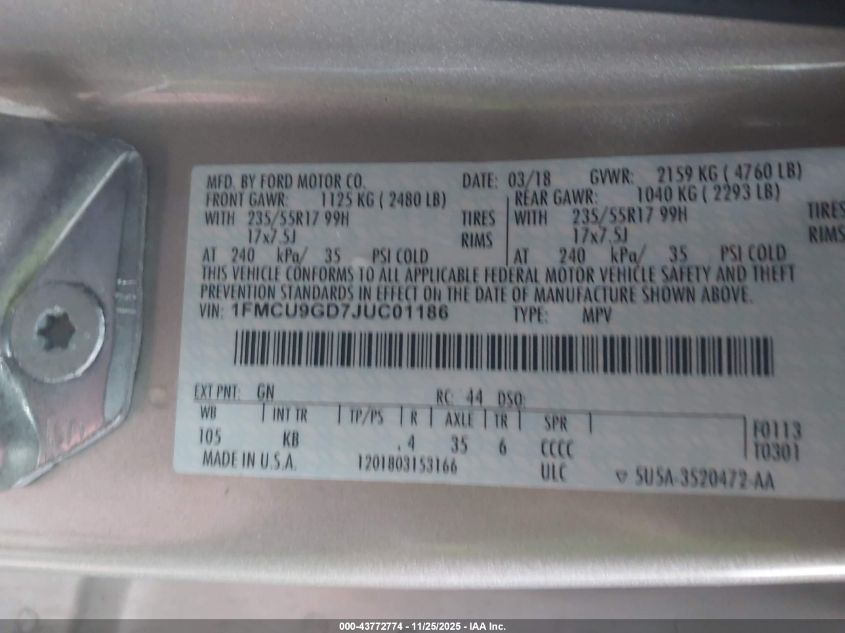 MFD. BY FORD MOTOR CO. DATE: 03/18 GVWR: 2159 KG ( 4760 LB)
FRONT GAWR: 1125 KG ( 2480 LB) REAR GAWR: 1040 KG ( 2293 LB)
WITH 235/55R17 99H TIRES WITH 235/55R17 99H TIRES
17x7.5J RIMS 17x7.5J RIMS
AT 240 kPa/ 35 PSI COLD AT 240 kPa/ 35 PSI COLD
THIS VEHICLE CONFORMS TO ALL APPLICABLE FEDERAL MOTOR VEHICLE SAFETY AND THEFT
PREVENTION STANDARDS IN EFFECT ON THE DATE OF MANUFACTURE SHOWN ABOVE.
VIN: 1FMCU9GD7JUC01186 TYPE: MPV
EXT PNT: GN RC: 44 DSO:
WB INT TR TP/PS R AXLE TR SPR F0113
105 KB .4 35 6 CCCC T0301
MADE IN U.S.A. 1201803153166 ULC 5U5A-3520472-AA
000-43772774 - 11/25/2025 - IAA Inc.